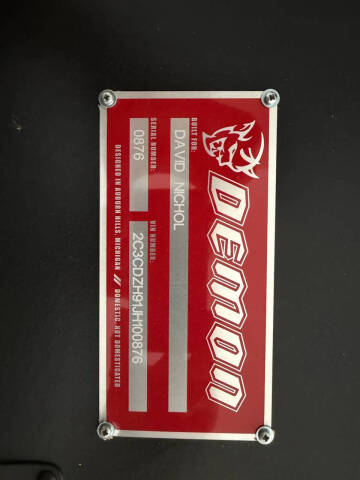 DEMON
BUILT FOR:
DAVID NICHOL
SERIAL NUMBER: VIN NUMBER:
0876 2C3CDZH91JH100876
DESIGNED IN AUBURN HILLS, MICHIGAN // DOMESTIC, NOT DOMESTICATED